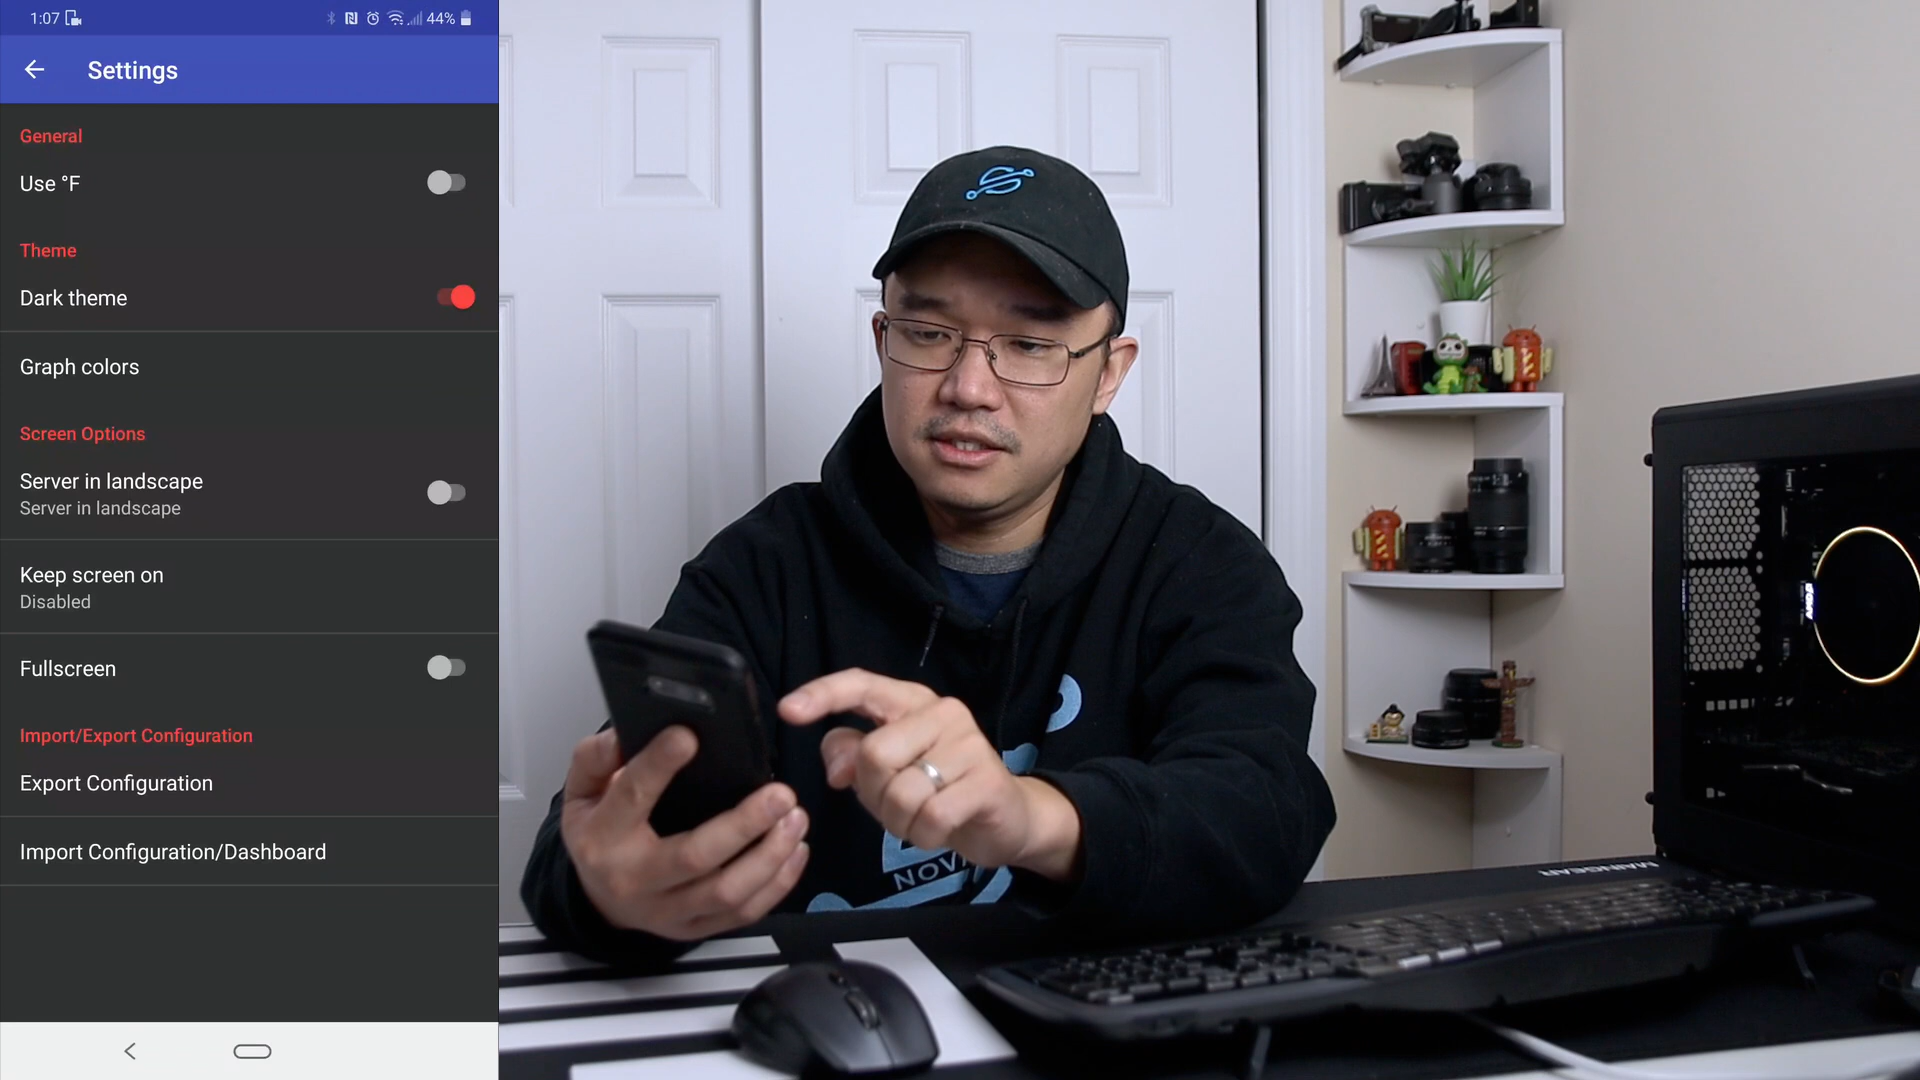 1:07
44%
Settings
General
Use °F
Theme
Dark theme
Graph colors
Screen Options
Server in landscape
Server in landscape
Keep screen on
Disabled
Fullscreen
Import/Export Configuration
Export Configuration
Import Configuration/Dashboard
MAINGEAR